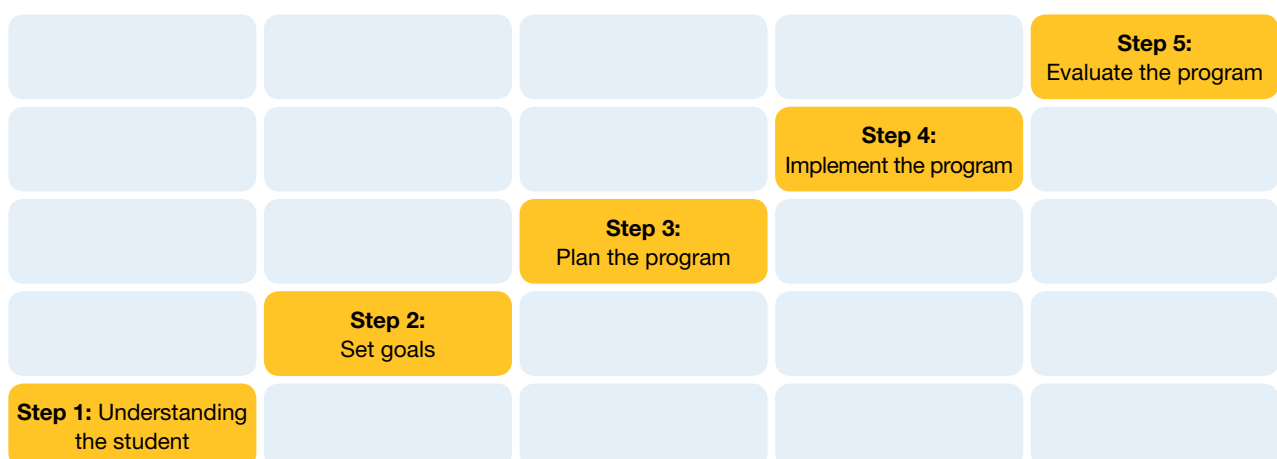 Step 5:
Evaluate the program
Step 4:
Implement the program
Step 3:
Plan the program
Step 2:
Set goals
Step 1: Understanding
the student